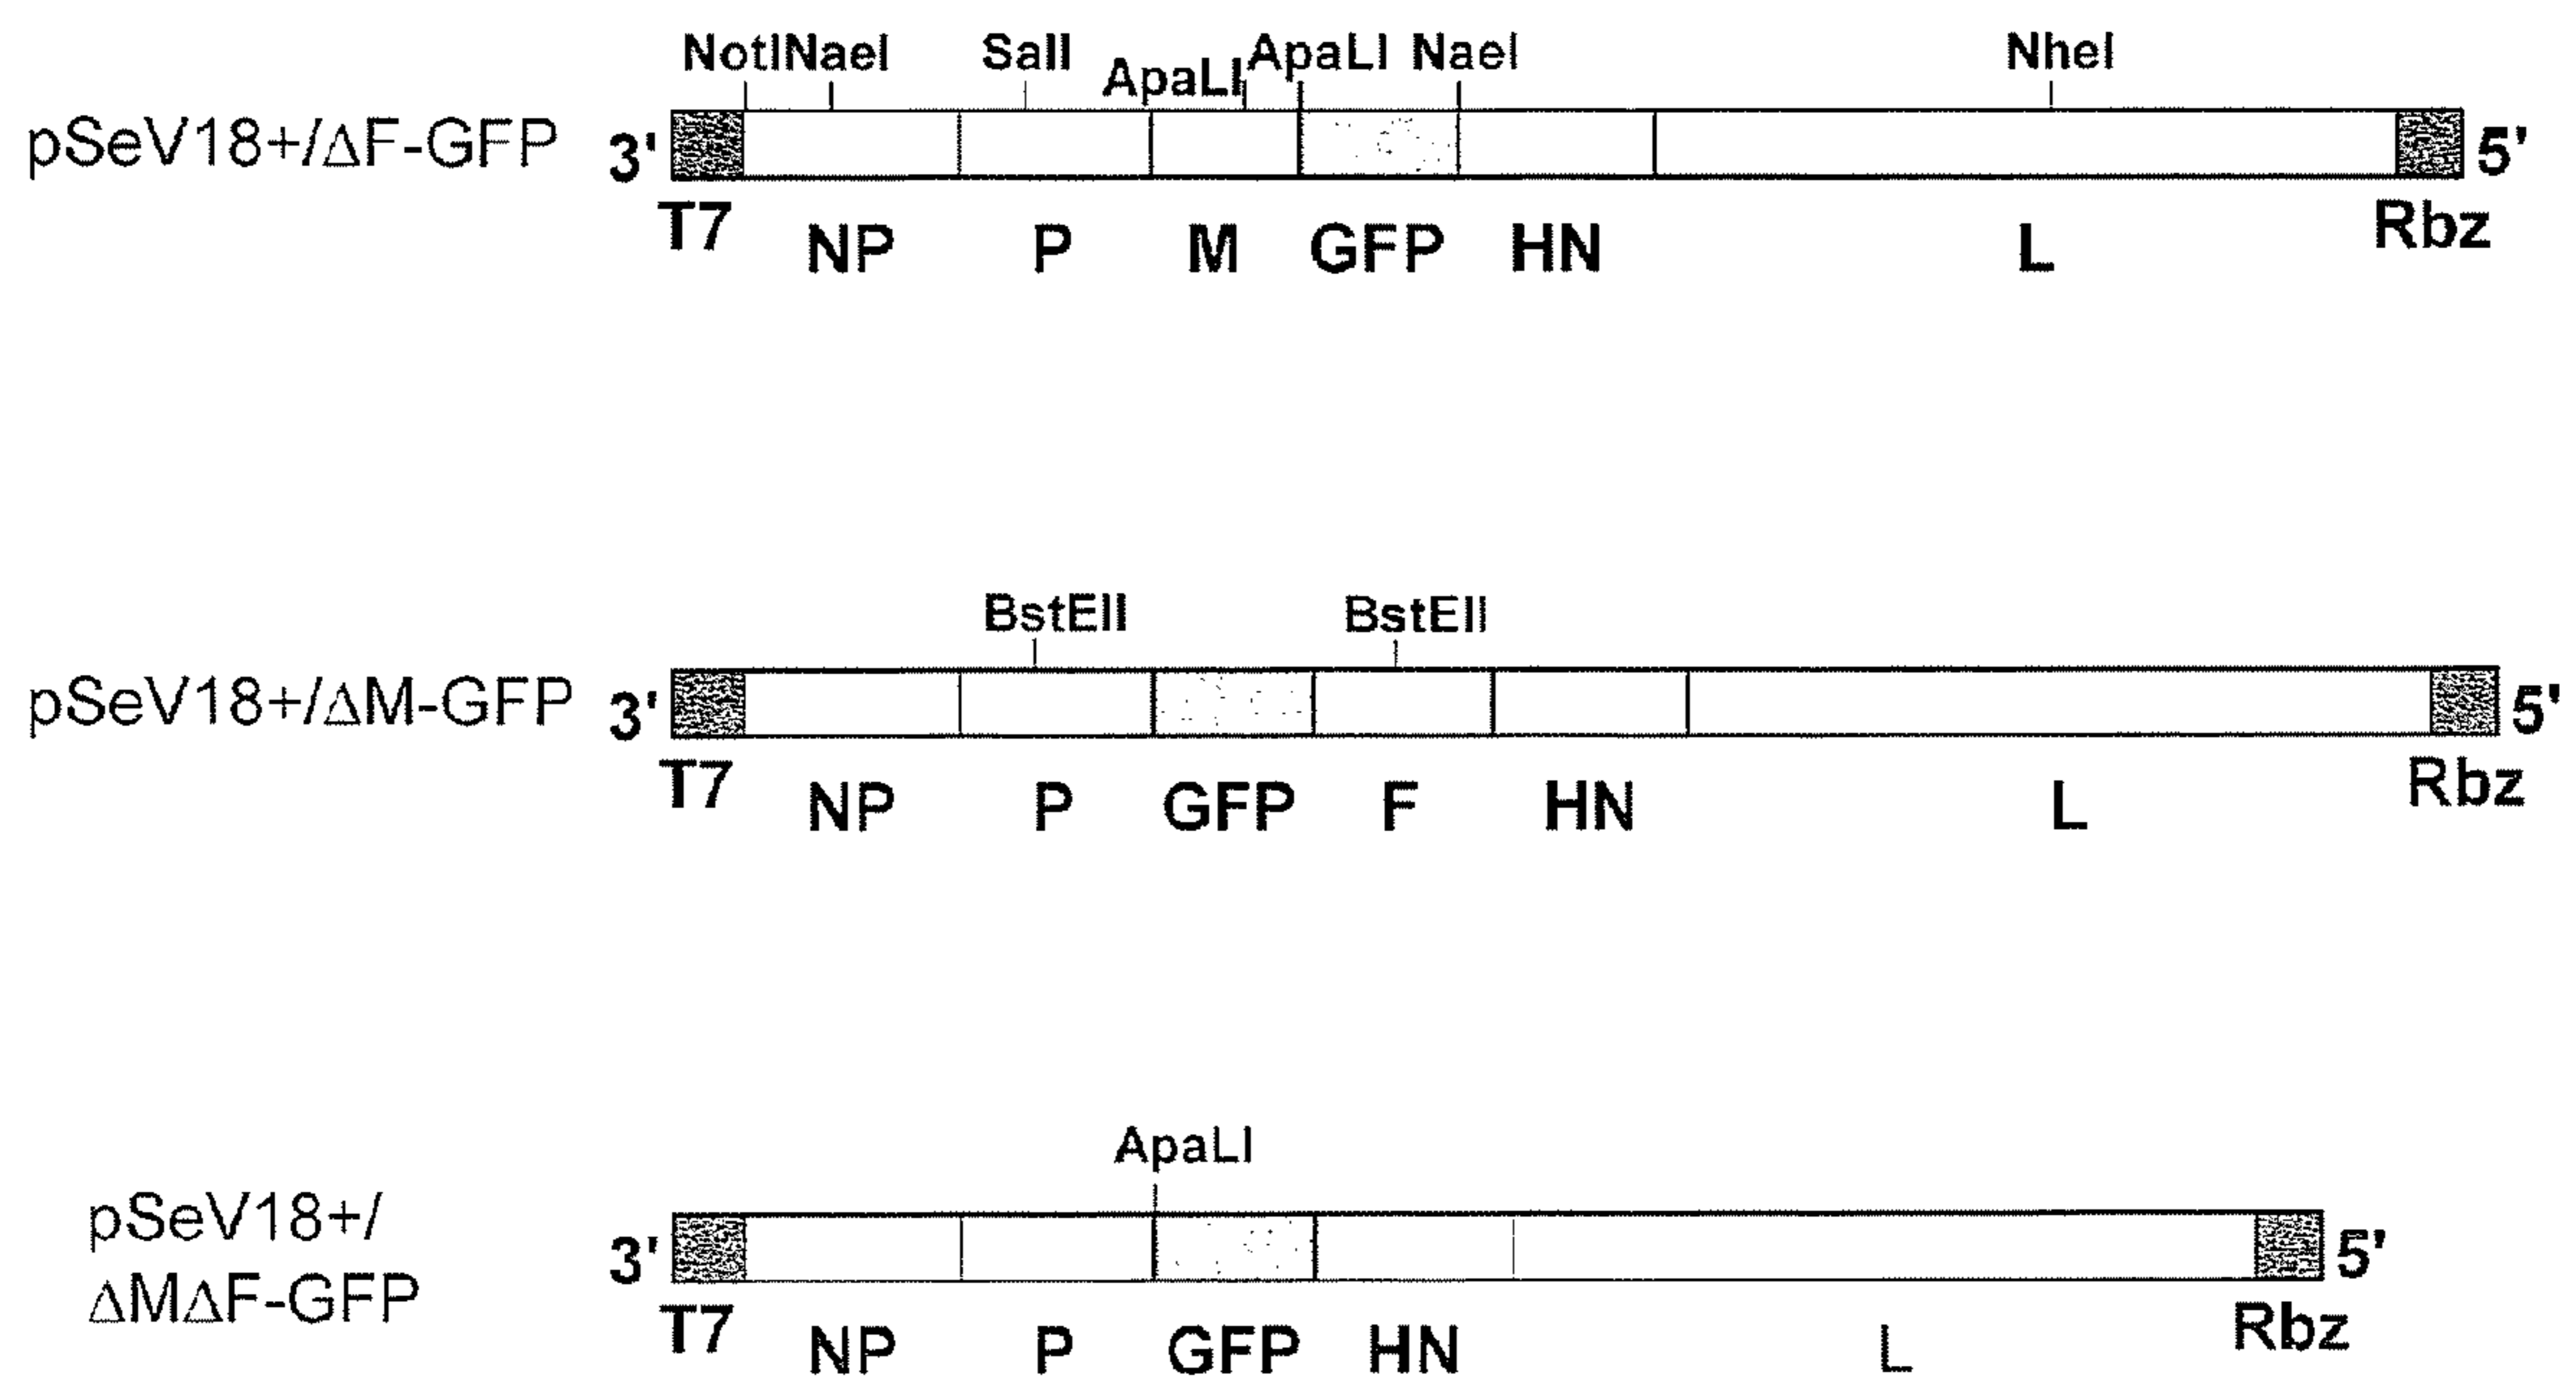 NotI NaeI SalI ApaLI ApaLI NaeI NheI
pSeV18+/ΔF-GFP 3' 5'
T7 NP P M GFP HN L Rbz
BstEII BstEII
pSeV18+/ΔM-GFP 3' 5'
T7 NP P GFP F HN L Rbz
ApaLI
pSeV18+/
ΔMΔF-GFP 3' 5'
T7 NP P GFP HN L Rbz